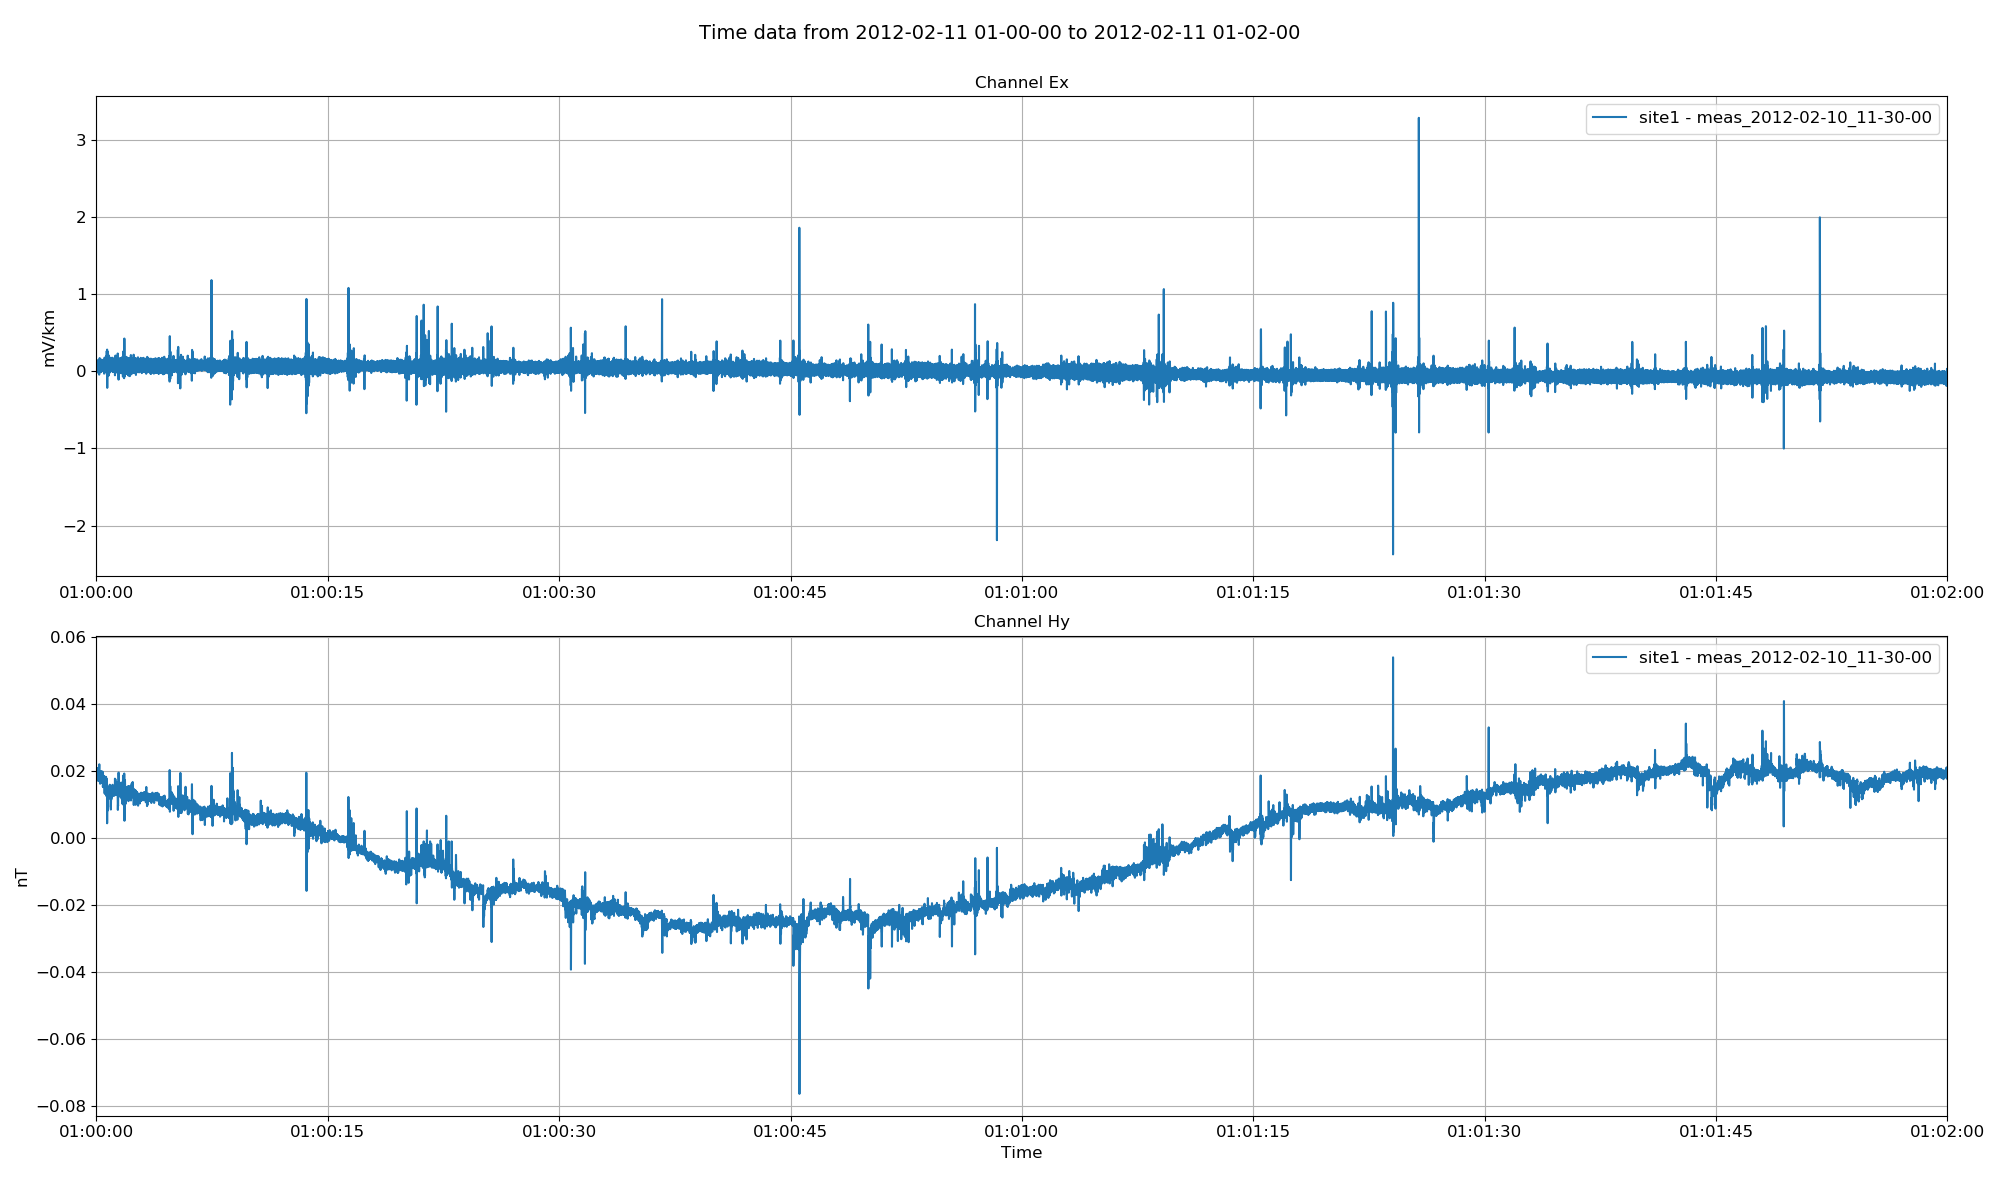 Time data from 2012-02-11 01-00-00 to 2012-02-11 01-02-00
Channel Ex
site1 - meas_2012-02-10_11-30-00
mV/km
3
2
1
0
−1
−2
01:00:00 01:00:15 01:00:30 01:00:45 01:01:00 01:01:15 01:01:30 01:01:45 01:02:00
Channel Hy
site1 - meas_2012-02-10_11-30-00
nT
0.06
0.04
0.02
0.00
−0.02
−0.04
−0.06
−0.08
01:00:00 01:00:15 01:00:30 01:00:45 01:01:00 01:01:15 01:01:30 01:01:45 01:02:00
Time